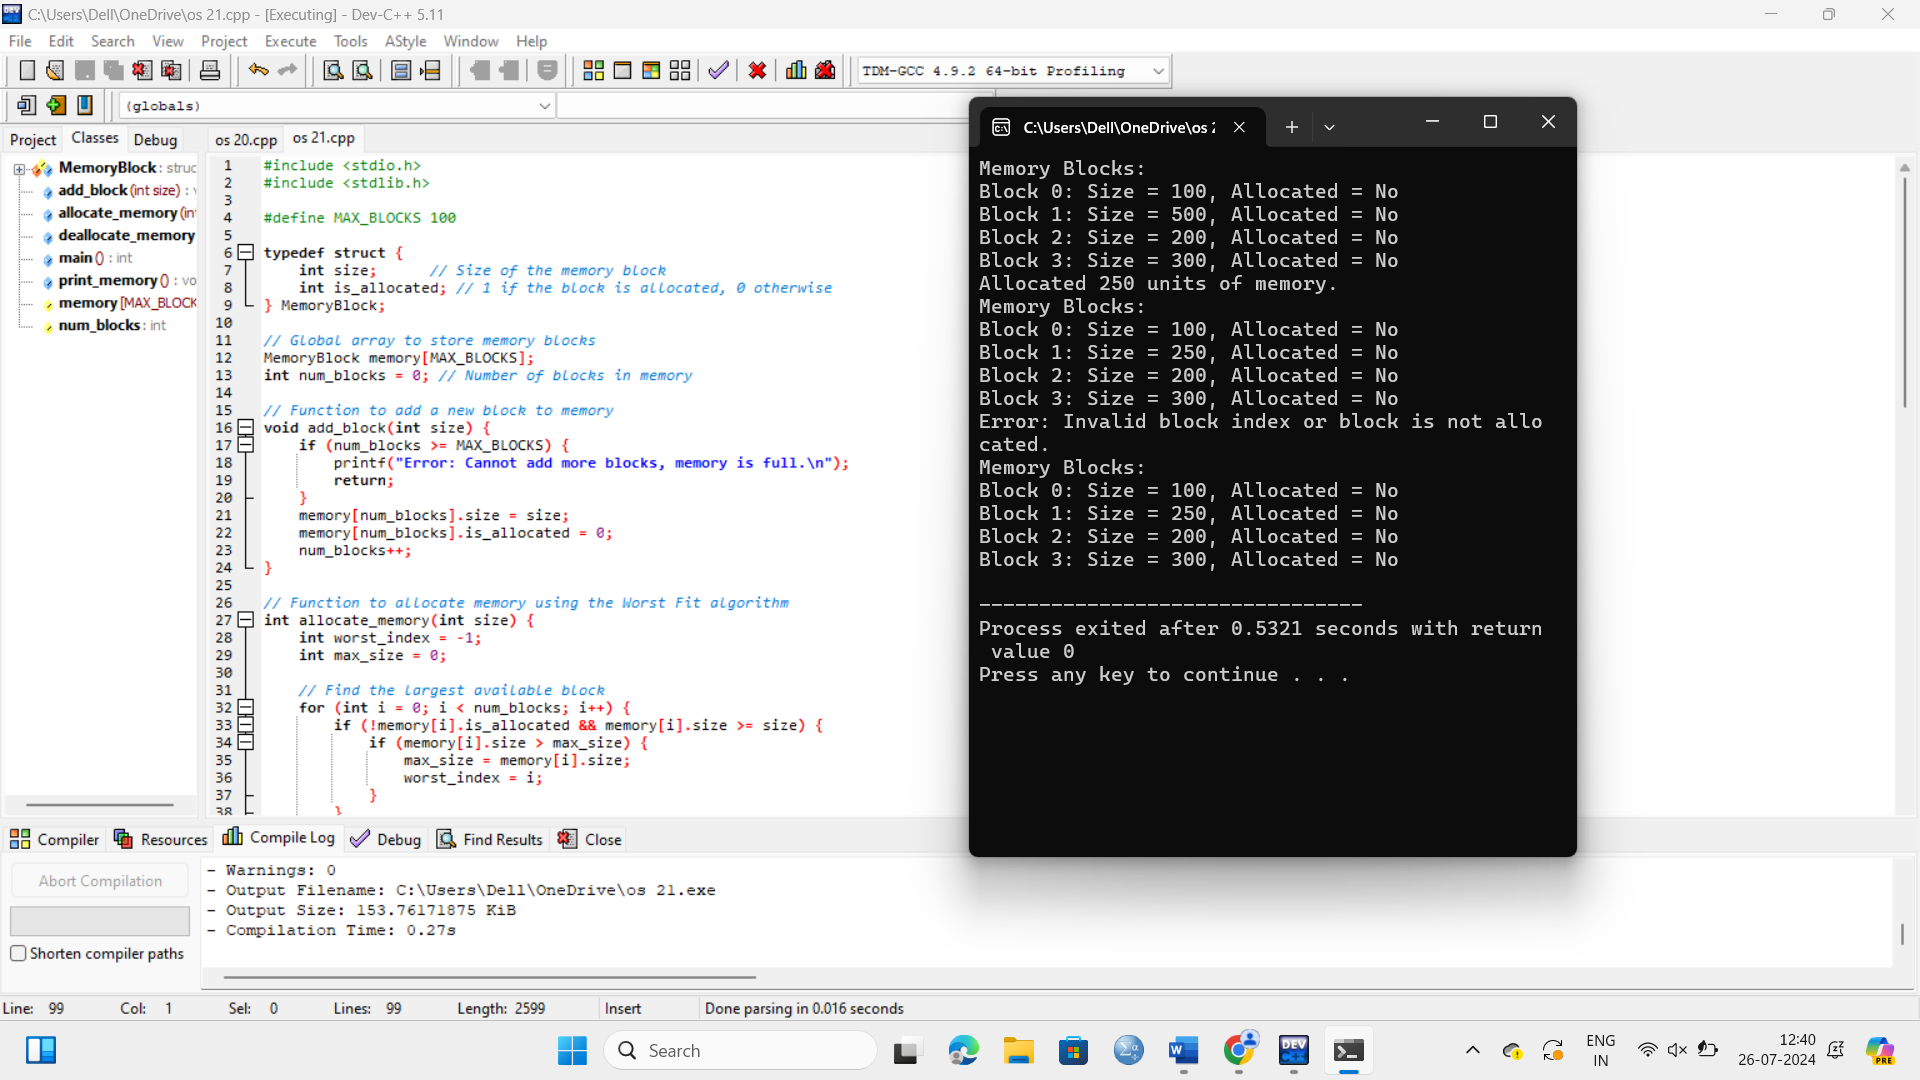 C:\Users\Dell\OneDrive\os 21.cpp - [Executing] - Dev-C++ 5.11
File Edit Search View Project Execute Tools AStyle Window Help
TDM-GCC 4.9.2 64-bit Profiling
(globals)
Project Classes Debug
os 20.cpp os 21.cpp
MemoryBlock : struc
add_block (int size) : v
allocate_memory (int
deallocate_memory
main () : int
print_memory () : vo
memory [MAX_BLOCK
num_blocks : int
1 #include <stdio.h>
2 #include <stdlib.h>
3
4 #define MAX_BLOCKS 100
5
6 typedef struct {
7 int size; // Size of the memory block
8 int is_allocated; // 1 if the block is allocated, 0 otherwise
9 } MemoryBlock;
10
11 // Global array to store memory blocks
12 MemoryBlock memory[MAX_BLOCKS];
13 int num_blocks = 0; // Number of blocks in memory
14
15 // Function to add a new block to memory
16 void add_block(int size) {
17 if (num_blocks >= MAX_BLOCKS) {
18 printf("Error: Cannot add more blocks, memory is full.\n");
19 return;
20 }
21 memory[num_blocks].size = size;
22 memory[num_blocks].is_allocated = 0;
23 num_blocks++;
24 }
25
26 // Function to allocate memory using the Worst Fit algorithm
27 int allocate_memory(int size) {
28 int worst_index = -1;
29 int max_size = 0;
30
31 // Find the largest available block
32 for (int i = 0; i < num_blocks; i++) {
33 if (!memory[i].is_allocated && memory[i].size >= size) {
34 if (memory[i].size > max_size) {
35 max_size = memory[i].size;
36 worst_index = i;
37 }
38 }
C:\Users\Dell\OneDrive\os 2
Memory Blocks:
Block 0: Size = 100, Allocated = No
Block 1: Size = 500, Allocated = No
Block 2: Size = 200, Allocated = No
Block 3: Size = 300, Allocated = No
Allocated 250 units of memory.
Memory Blocks:
Block 0: Size = 100, Allocated = No
Block 1: Size = 250, Allocated = No
Block 2: Size = 200, Allocated = No
Block 3: Size = 300, Allocated = No
Error: Invalid block index or block is not allo
cated.
Memory Blocks:
Block 0: Size = 100, Allocated = No
Block 1: Size = 250, Allocated = No
Block 2: Size = 200, Allocated = No
Block 3: Size = 300, Allocated = No
--------------------------------
Process exited after 0.5321 seconds with return
value 0
Press any key to continue . . .
Compiler Resources Compile Log Debug Find Results Close
Abort Compilation
Shorten compiler paths
- Warnings: 0
- Output Filename: C:\Users\Dell\OneDrive\os 21.exe
- Output Size: 153.76171875 KiB
- Compilation Time: 0.27s
Line: 99 Col: 1 Sel: 0 Lines: 99 Length: 2599 Insert Done parsing in 0.016 seconds
Search
DEV
ENG
IN
12:40
26-07-2024
PRE